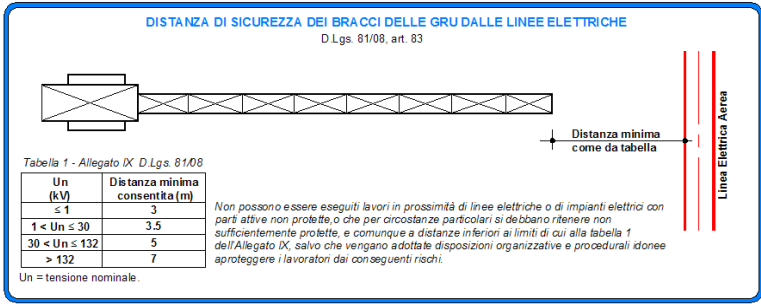 DISTANZA DI SICUREZZA DEI BRACCI DELLE GRU DALLE LINEE ELETTRICHE
D.Lgs. 81/08, art. 83
Distanza minima
come da tabella
Linea Elettrica Aerea
Tabella 1 - Allegato IX D.Lgs. 81/08
Un
(kV)
Distanza minima
consentita (m)
≤ 1
3
1 < Un ≤ 30
3.5
30 < Un ≤ 132
5
> 132
7
Un = tensione nominale.
Non possono essere eseguiti lavori in prossimità di linee elettriche o di impianti elettrici con
parti attive non protette,o che per circostanze particolari si debbano ritenere non
sufficientemente protette, e comunque a distanze inferiori ai limiti di cui alla tabella 1
dell'Allegato IX, salvo che vengano adottate disposizioni organizzative e procedurali idonee
aproteggere i lavoratori dai conseguenti rischi.